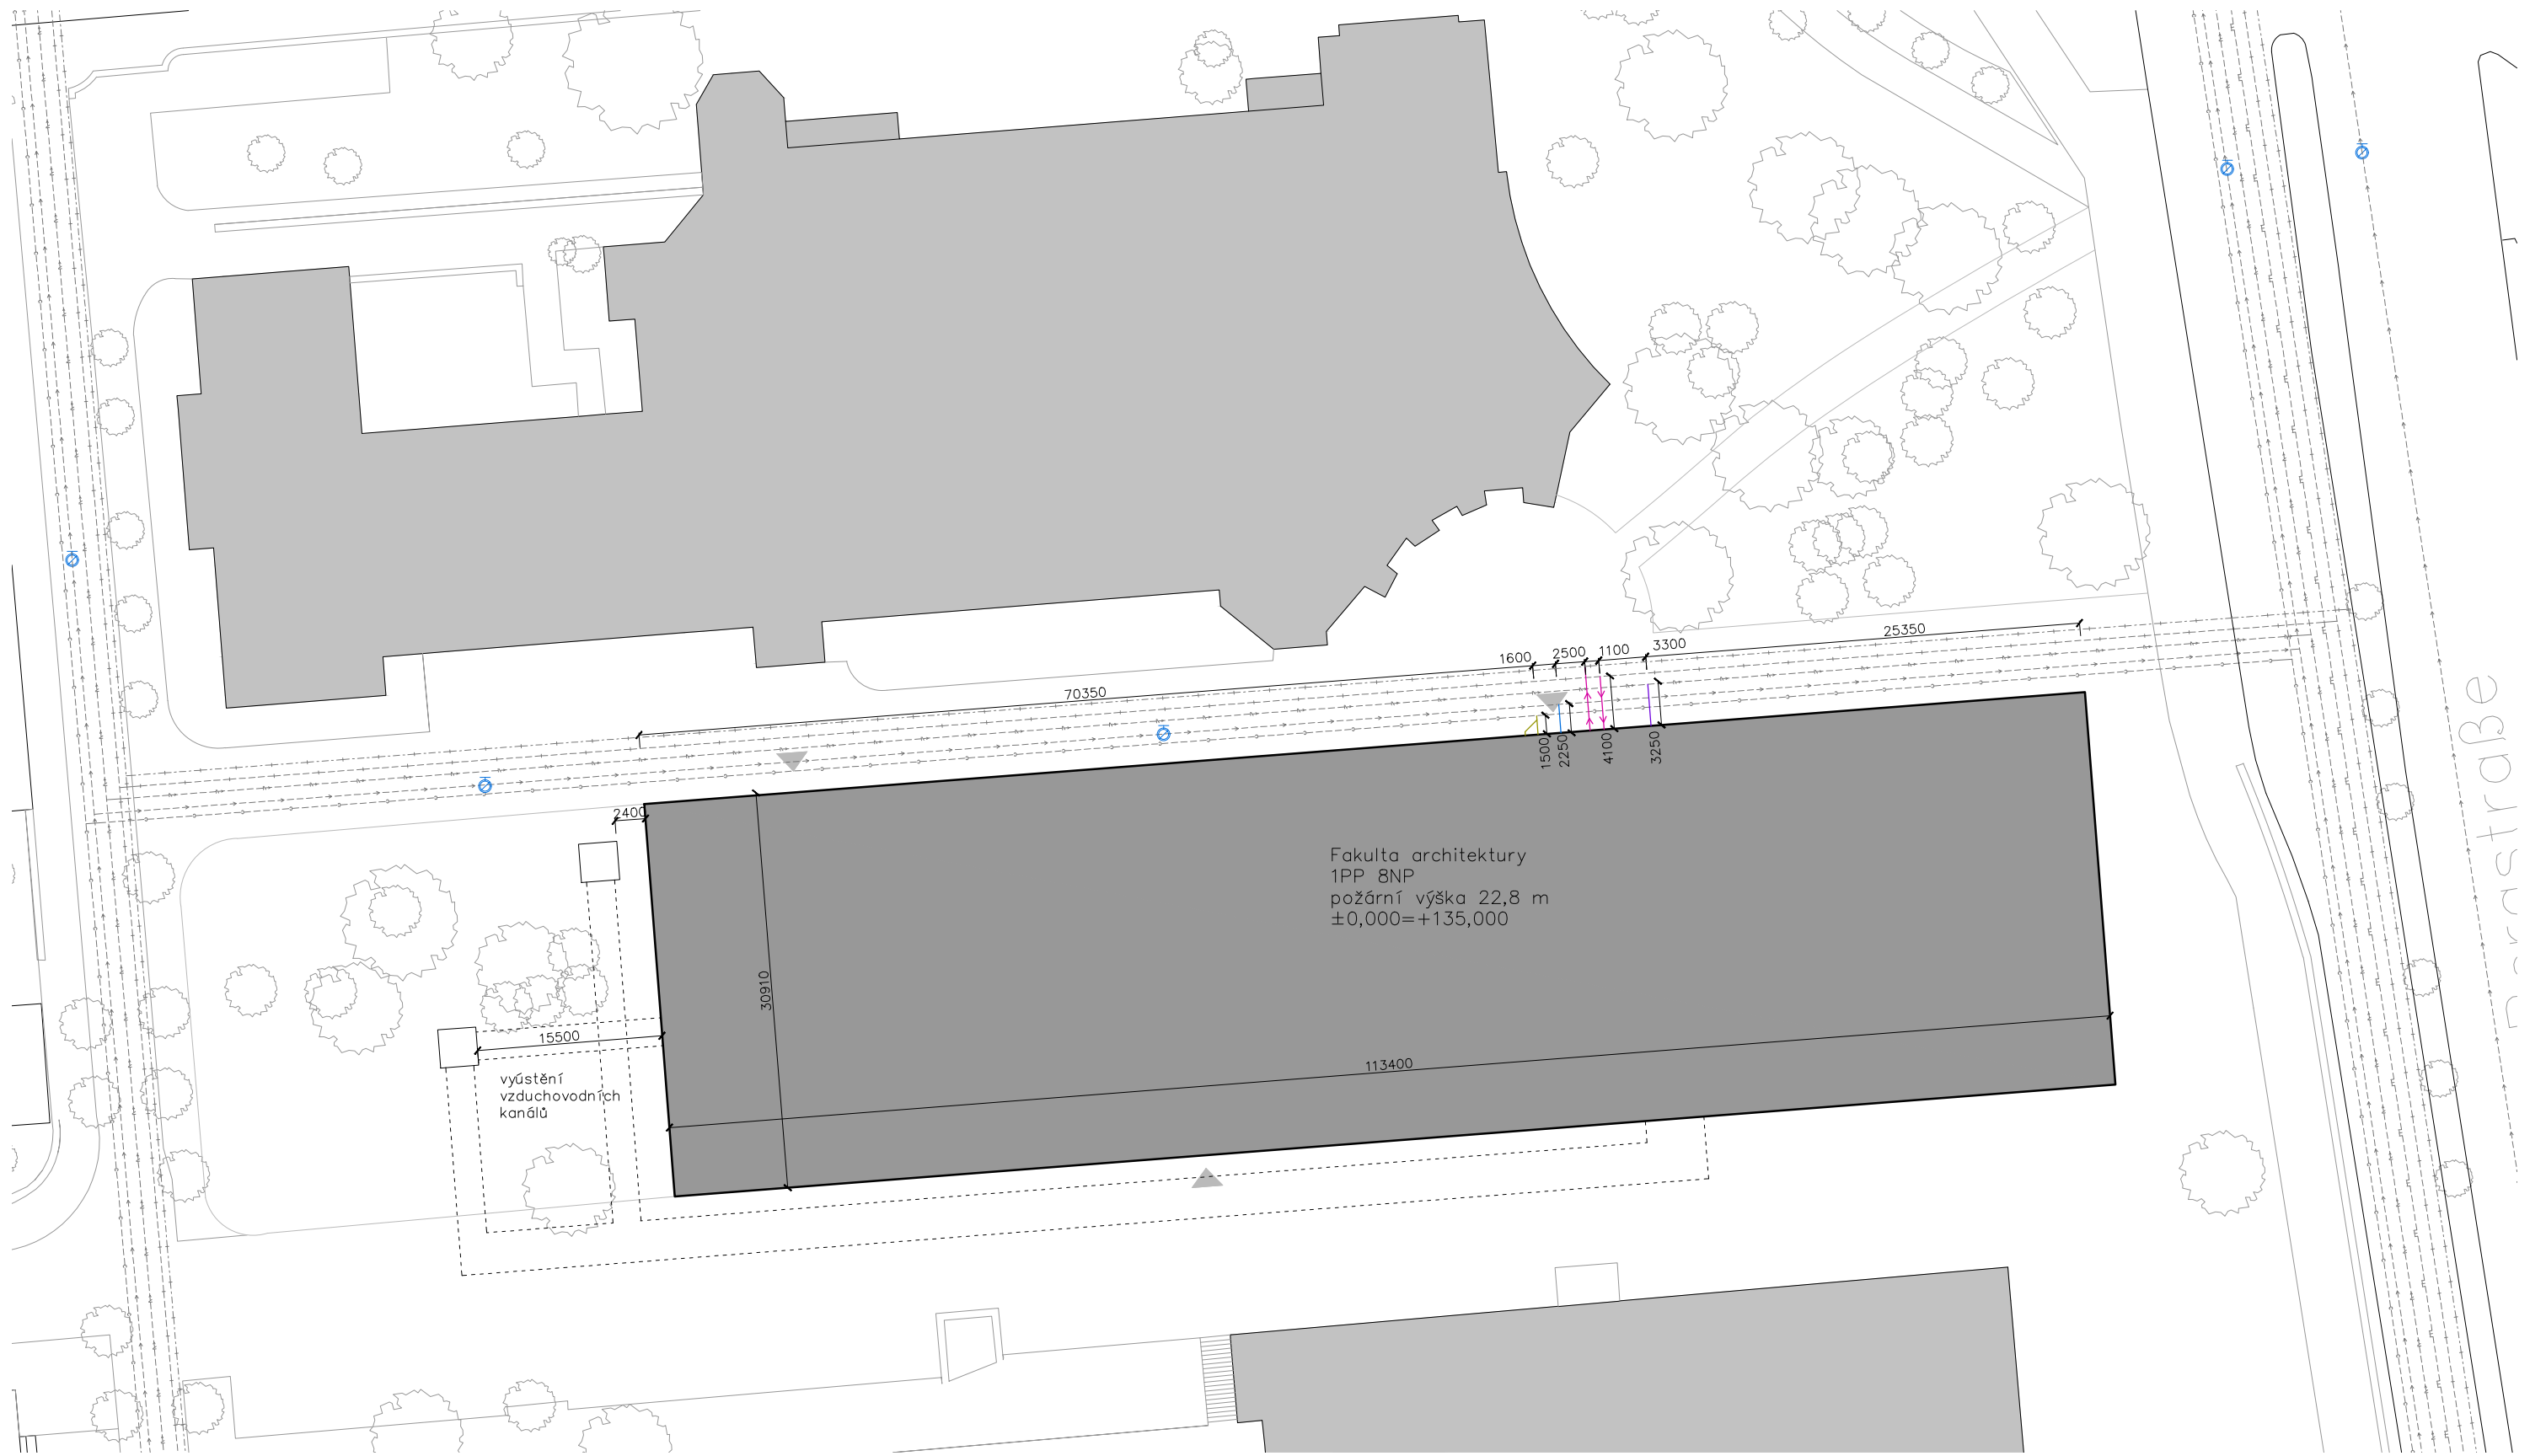 1600
2500
1100
3300
25350
70350
1500
2250
4100
3250
2400
Fakulta architektury
1PP 8NP
požární výška 22,8 m
±0,000=+135,000
30910
15500
113400
vyústění
vzduchovodních
kanálů